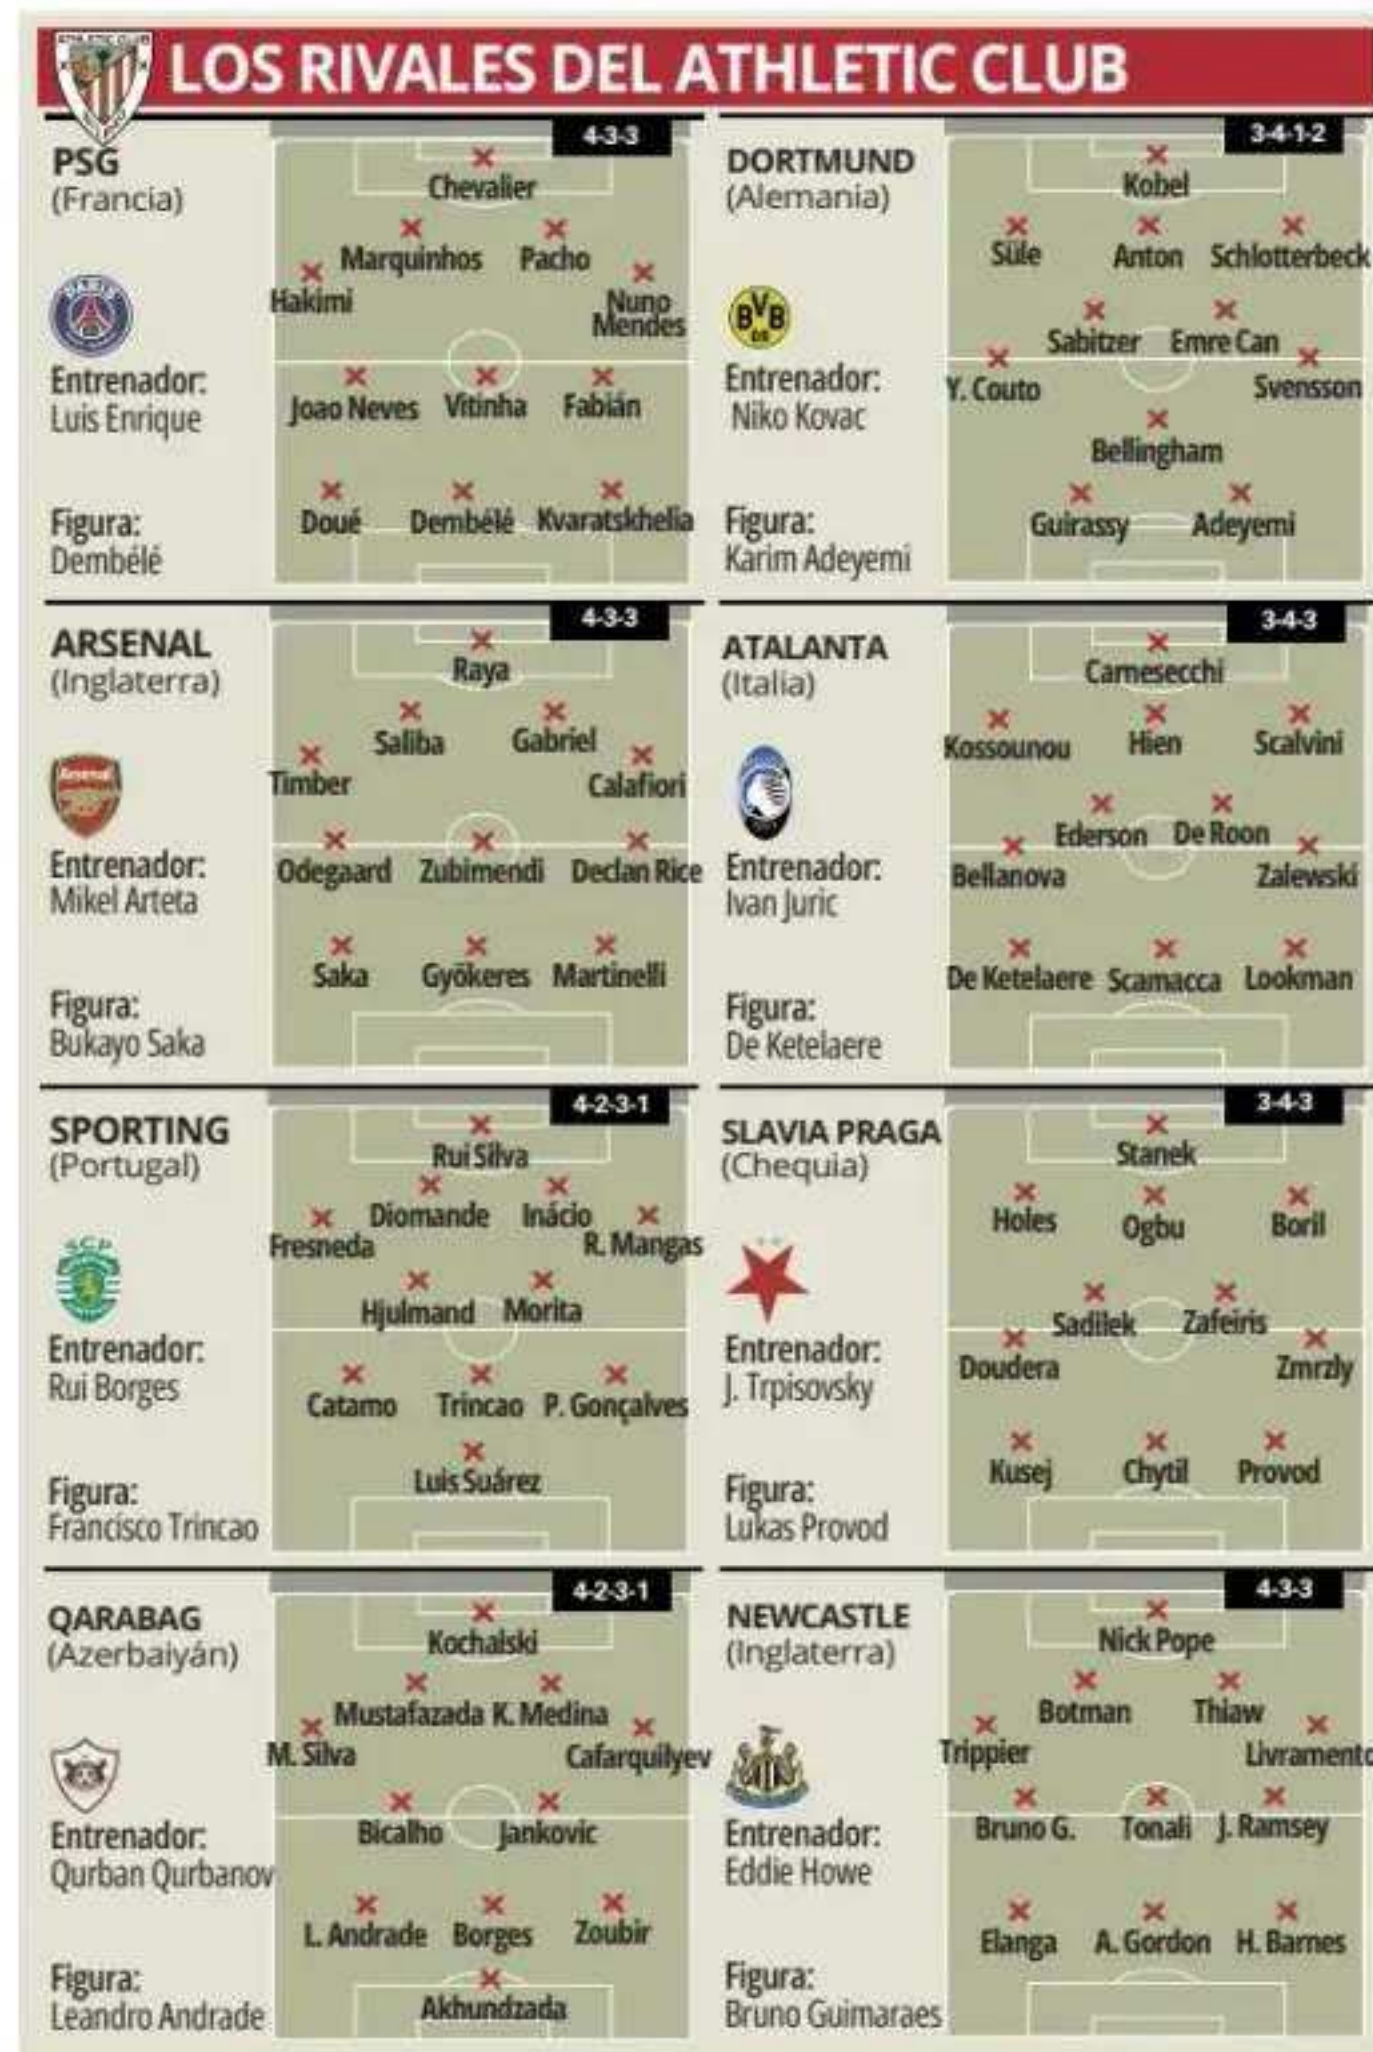 LOS RIVALES DEL ATHLETIC CLUB
PSG
(Francia)
Entrenador:
Luis Enrique
Figura:
Dembélé
4-3-3
Chevalier
Marquinhos Pacho
Hakimi Nuno
Mendes
Joao Neves Vitinha Fabián
Doué Dembélé Kvaratskhelia
DORTMUND
(Alemania)
Entrenador:
Niko Kovac
Figura:
Karim Adeyemi
3-4-1-2
Kobel
Süle Anton Schlotterbeck
Sabitzer Emre Can
Y. Couto Svensson
Bellingham
Guirassy Adeyemi
ARSENAL
(Inglaterra)
Entrenador:
Mikel Arteta
Figura:
Bukayo Saka
4-3-3
Raya
Saliba Gabriel
Timber Calafiori
Odegaard Zubimendi Declan Rice
Saka Gyökeres Martinelli
ATALANTA
(Italia)
Entrenador:
Ivan Juric
Figura:
De Ketelaere
3-4-3
Carnesecchi
Kossounou Hien Scalvini
Ederson De Roon
Bellanova Zalewski
De Ketelaere Scamacca Lookman
SPORTING
(Portugal)
SCP
Entrenador:
Rui Borges
Figura:
Francisco Trincao
4-2-3-1
Rui Silva
Diomande Inácio
Fresneda R. Mangas
Hjulmand Morita
Catamo Trincao P. Gonçalves
Luis Suárez
SLAVIA PRAGA
(Chequia)
Entrenador:
J. Trpisovsky
Figura:
Lukas Provod
3-4-3
Stanek
Holes Ogbu Boril
Sadilek Zafeiris
Doudera Zmrzly
Kusej Chytil Provod
QARABAG
(Azerbaiyán)
Entrenador:
Qurban Qurbanov
Figura:
Leandro Andrade
4-2-3-1
Kochalski
Mustafazada K. Medina
M. Silva Cafarquilyev
Bicalho Jankovic
L. Andrade Borges Zoubir
Akhundzada
NEWCASTLE
(Inglaterra)
Entrenador:
Eddie Howe
Figura:
Bruno Guimaraes
4-3-3
Nick Pope
Botman Thiaw
Trippier Livramento
Bruno G. Tonali J. Ramsey
Elanga A. Gordon H. Barnes